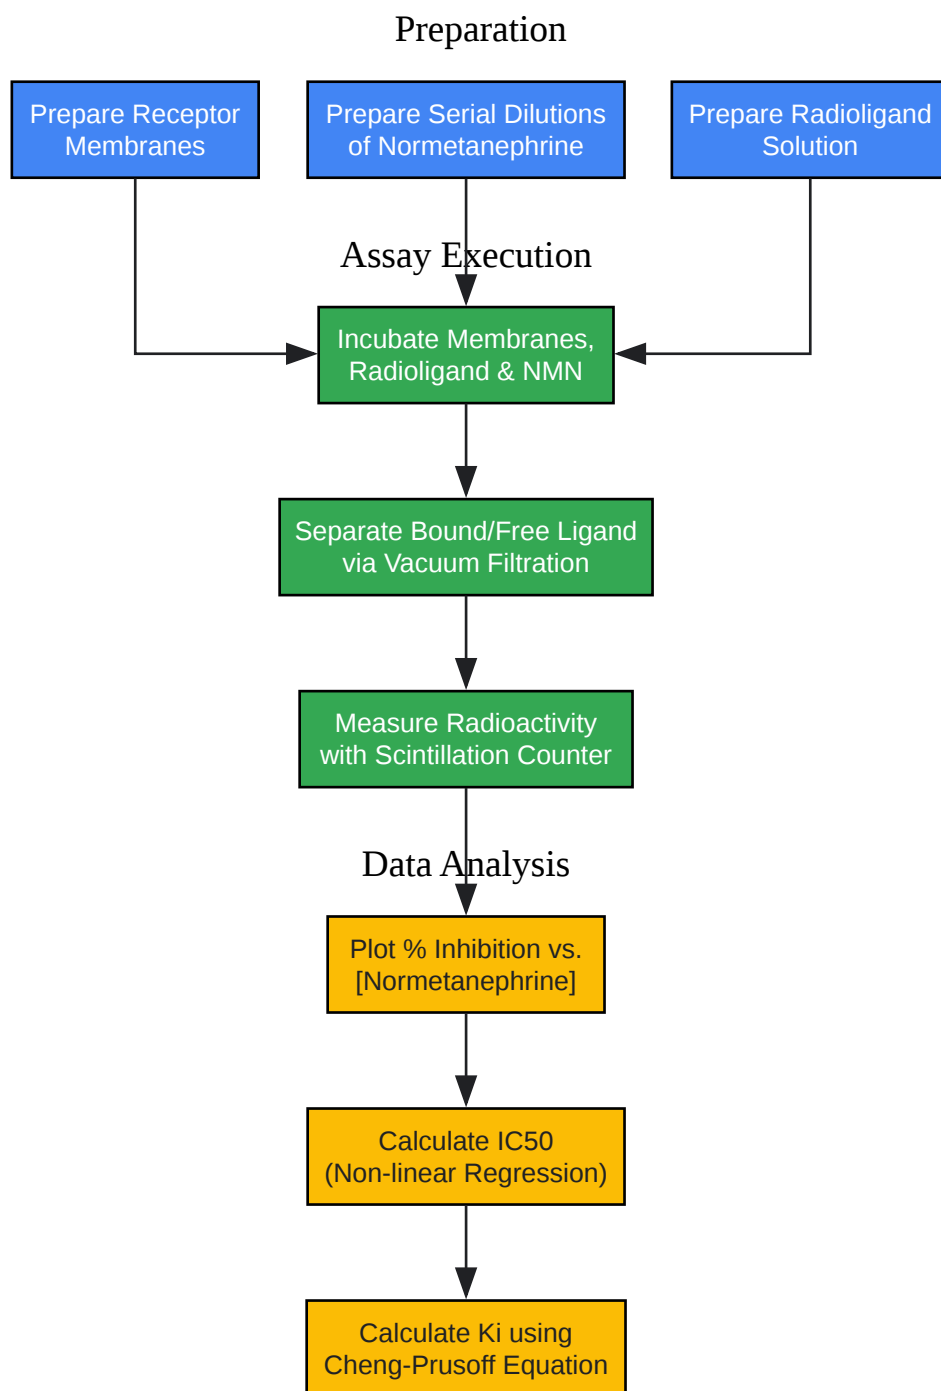 Preparation
Prepare Receptor
Membranes
Prepare Serial Dilutions
of Normetanephrine
Prepare Radioligand
Solution
Assay Execution
Incubate Membranes,
Radioligand & NMN
Separate Bound/Free Ligand
via Vacuum Filtration
Measure Radioactivity
with Scintillation Counter
Data Analysis
Plot % Inhibition vs.
[Normetanephrine]
Calculate IC50
(Non-linear Regression)
Calculate Ki using
Cheng-Prusoff Equation